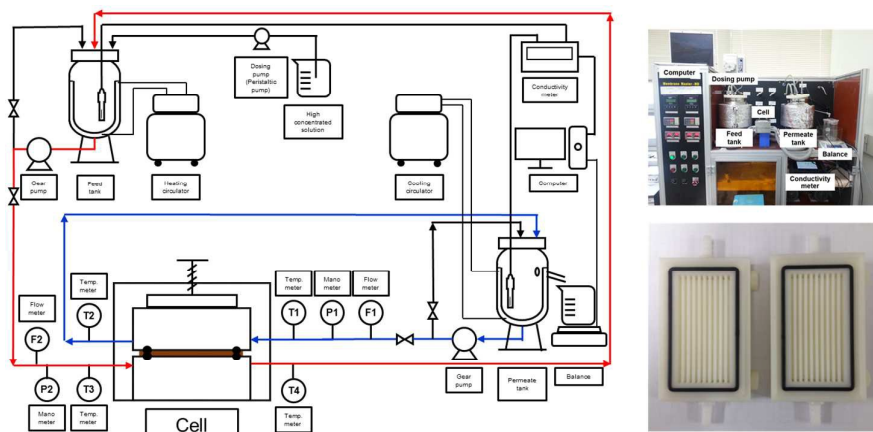 Dosing
pump
(Peristaltic
pump)
High
concentrated
solution
Conductivity
meter
Gear
pump
Feed
tank
Heating
circulator
Cooling
circulator
Computer
Temp.
meter
Flow
meter
T2
F2
P2
T3
Mano
meter
Temp.
meter
Temp.
meter
Mano
meter
Flow
meter
T1
P1
F1
T4
Temp.
meter
Cell
Gear
pump
Permeate
tank
Balance
Computer
Dosing pump
Cell
Feed
tank
Permeate
tank
Balance
Conductivity
meter